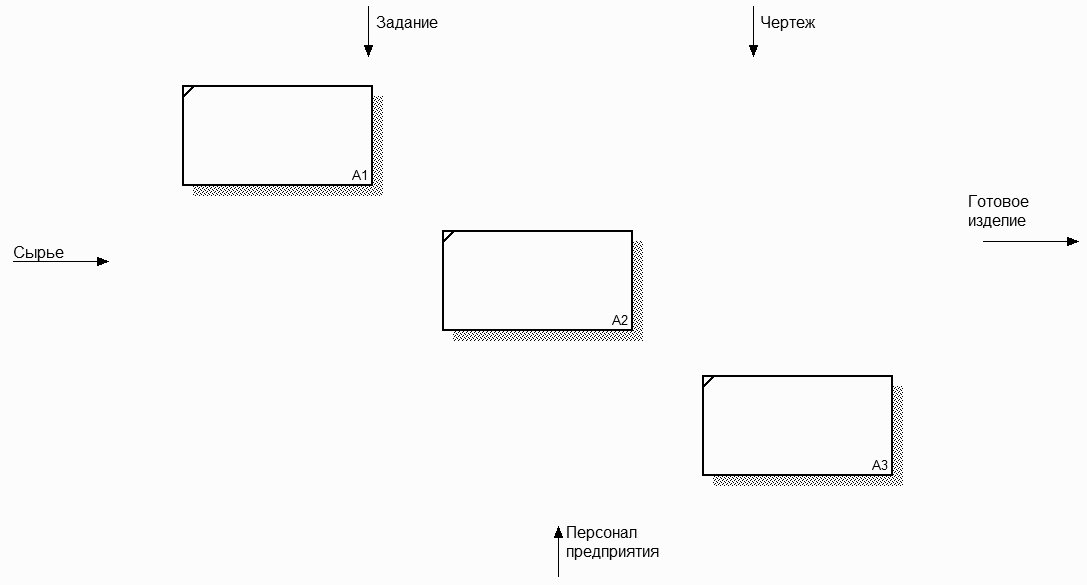 Задание
Чертеж
A1
Готовое
изделие
Сырье
A2
A3
Персонал
предприятия